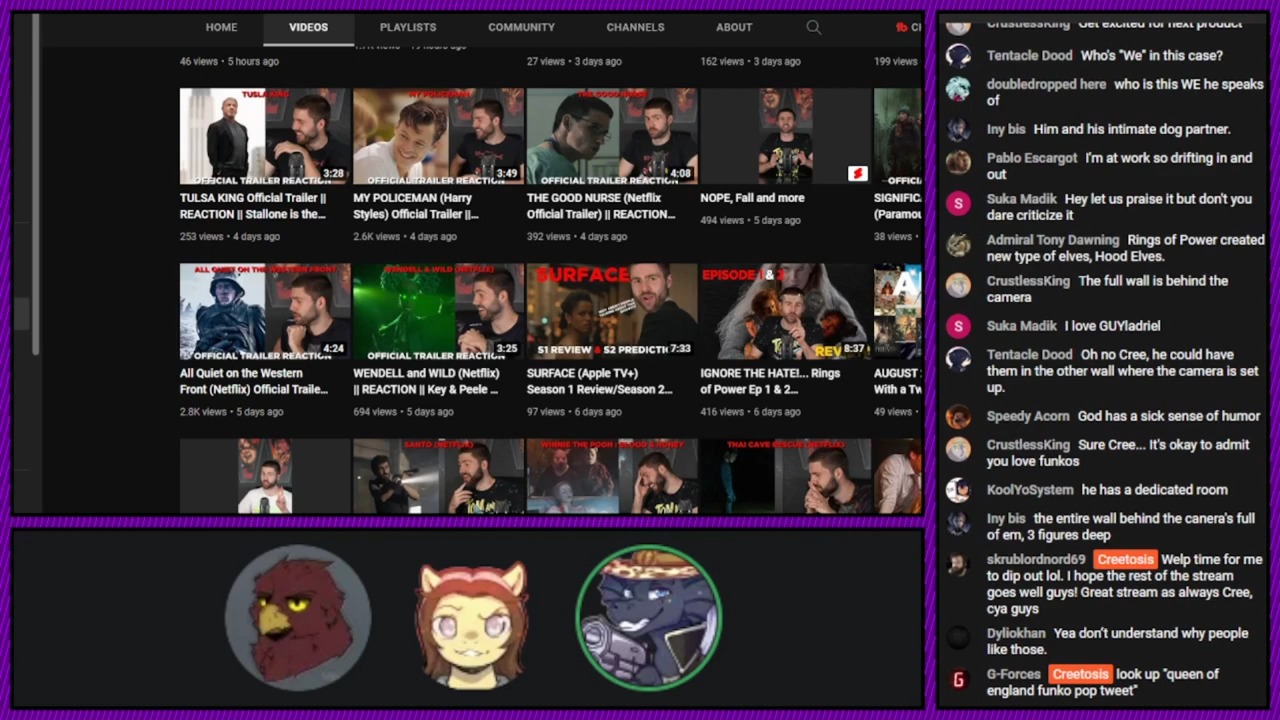 HOME VIDEOS PLAYLISTS COMMUNITY CHANNELS ABOUT
46 views • 5 hours ago
27 views • 3 days ago
162 views • 3 days ago
199 views
TULSA KING
OFFICIAL TRAILER REACTION
3:28
TULSA KING Official Trailer ||
REACTION || Stallone is the...
253 views • 4 days ago
MY POLICEMAN
OFFICIAL TRAILER REACTION
3:49
MY POLICEMAN (Harry
Styles) Official Trailer ||...
2.6K views • 4 days ago
THE GOOD NURSE
OFFICIAL TRAILER REACTION
4:08
THE GOOD NURSE (Netflix
Official Trailer) || REACTION...
392 views • 4 days ago
NOPE, Fall and more
494 views • 5 days ago
OFFICIA
SIGNIFIC
(Paramou
38 views •
ALL QUIET ON THE WESTERN FRONT
OFFICIAL TRAILER REACTION
4:24
All Quiet on the Western
Front (Netflix) Official Traile...
2.8K views • 5 days ago
WENDELL & WILD (NETFLIX)
OFFICIAL TRAILER REACTION
3:25
WENDELL and WILD (Netflix)
|| REACTION || Key & Peele ...
694 views • 5 days ago
SURFACE
S1 REVIEW & S2 PREDICTI
7:33
SURFACE (Apple TV+)
Season 1 Review/Season 2...
97 views • 6 days ago
EPISODE 1 & 2
REV
8:37
IGNORE THE HATE!... Rings
of Power Ep 1 & 2...
416 views • 6 days ago
A
AUGUST
With a Tw
49 views •
SANTO (NETFLIX)
WINNIE THE POOH: BLOOD & HONEY
THAI CAVE RESCUE (NETFLIX)
CrustlessKing Get excited for next product
Tentacle Dood Who's "We" in this case?
doubledropped here who is this WE he speaks
of
Iny bis Him and his intimate dog partner.
Pablo Escargot I'm at work so drifting in and
out
S
Suka Madik Hey let us praise it but don't you
dare criticize it
Admiral Tony Dawning Rings of Power created
new type of elves, Hood Elves.
CrustlessKing The full wall is behind the
camera
S
Suka Madik I love GUYladriel
Tentacle Dood Oh no Cree, he could have
them in the other wall where the camera is set
up.
Speedy Acorn God has a sick sense of humor
CrustlessKing Sure Cree... It's okay to admit
you love funkos
KoolYoSystem he has a dedicated room
Iny bis the entire wall behind the canera's full
of em, 3 figures deep
skrublordnord69 Creetosis Welp time for me
to dip out lol. I hope the rest of the stream
goes well guys! Great stream as always Cree,
cya guys
Dyliokhan Yea don't understand why people
like those.
G
G-Forces Creetosis look up "queen of
england funko pop tweet"